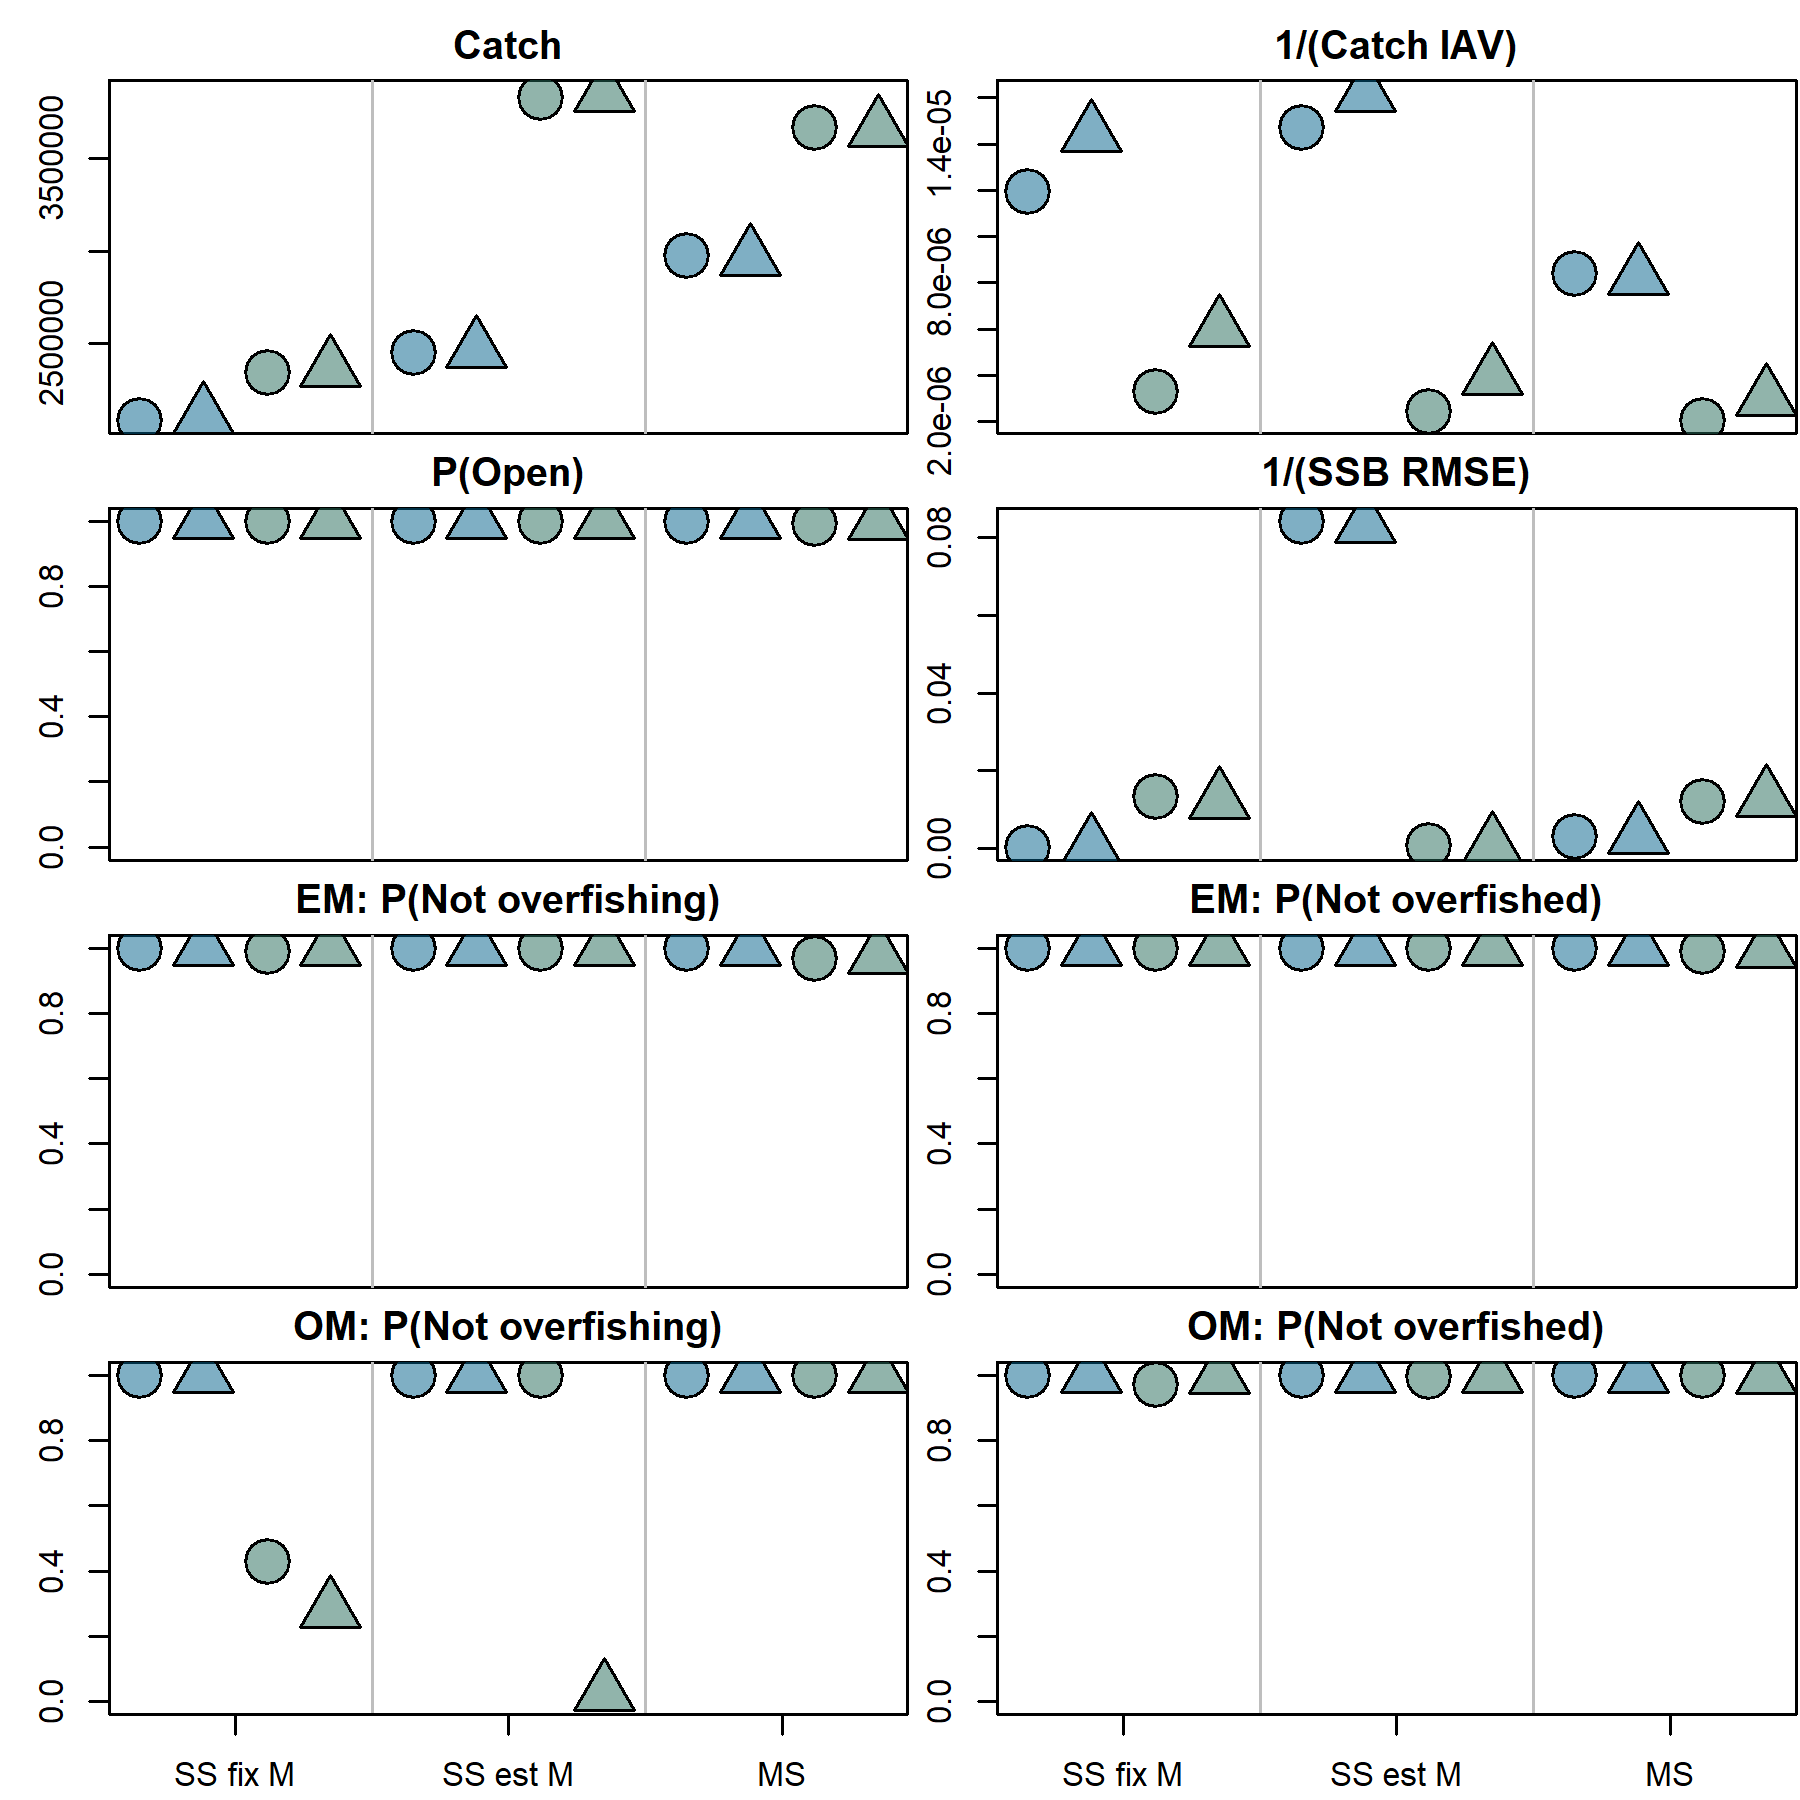 Catch
1/(Catch IAV)
3500000
2500000
1.4e-05
8.0e-06
2.0e-06
P(Open)
1/(SSB RMSE)
0.8
0.4
0.0
0.08
0.04
0.00
EM: P(Not overfishing)
EM: P(Not overfished)
0.8
0.4
0.0
0.8
0.4
0.0
OM: P(Not overfishing)
OM: P(Not overfished)
0.8
0.4
0.0
0.8
0.4
0.0
SS fix M SS est M MS
SS fix M SS est M MS